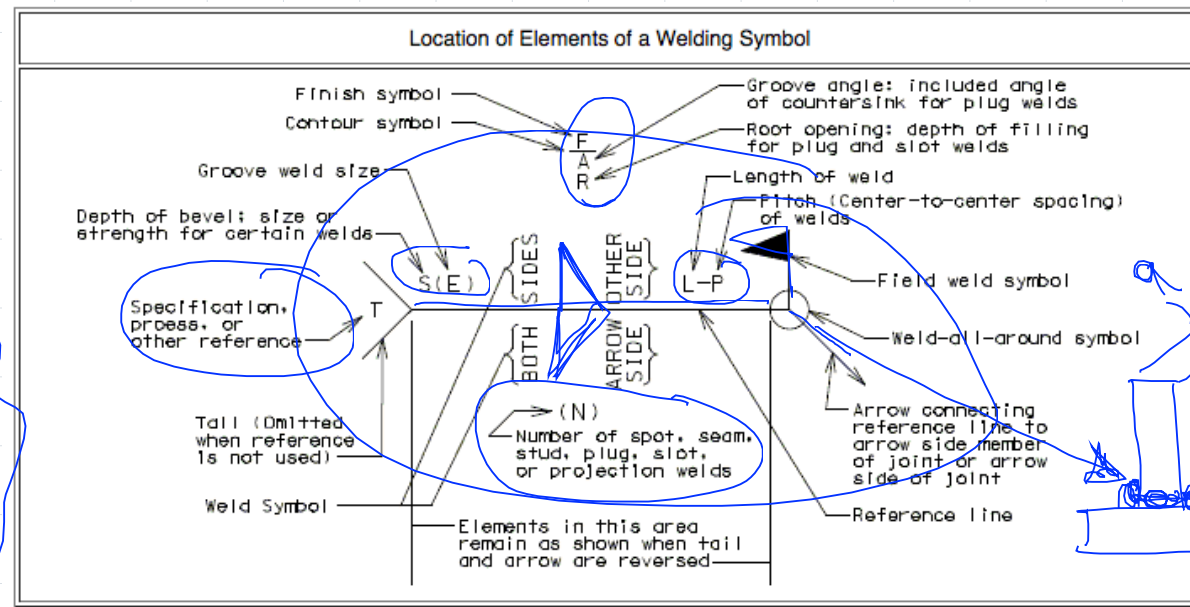 Location of Elements of a Welding Symbol
Finish symbol
Contour symbol
Groove weld size
Depth of bevel; size or
strength for certain welds
Specification,
process, or
other reference
Tail (Omitted
when reference
is not used)
Weld Symbol
F
A
R
Groove angle: included angle
of countersink for plug welds
Root opening: depth of filling
for plug and slot welds
Length of weld
Pitch (Center-to-center spacing)
of welds
Field weld symbol
Weld-all-around symbol
Arrow connecting
reference line to
arrow side member
of joint or arrow
side of joint
Reference line
T
S(E)
SIDES
OTHER
SIDE
L-P
BOTH
ARROW
SIDE
(N)
Number of spot, seam,
stud, plug, slot,
or projection welds
Elements in this area
remain as shown when tail
and arrow are reversed